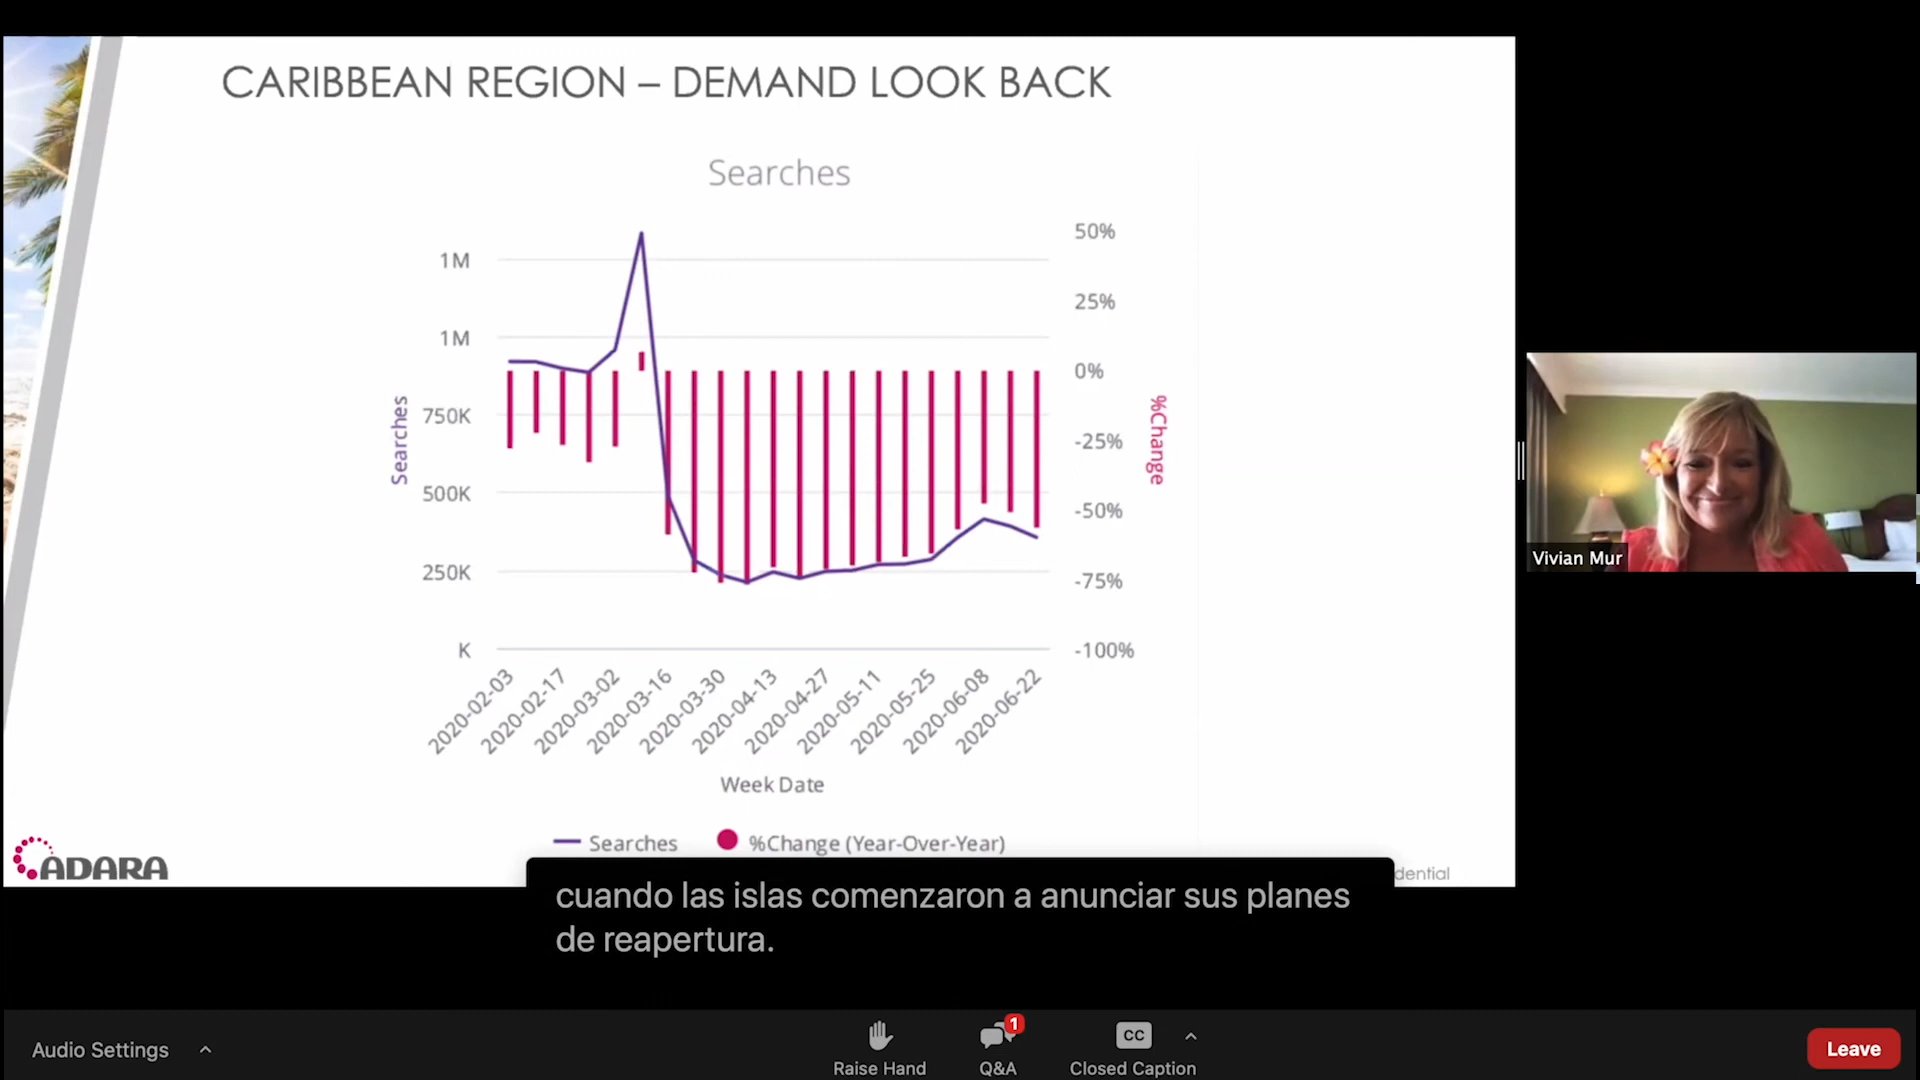 CARIBBEAN REGION – DEMAND LOOK BACK
Searches
50%
1M
25%
1M
0%
750K
-25%
500K
-50%
250K
-75%
K
-100%
Searches
%Change
2020-02-03
2020-02-17
2020-03-02
2020-03-16
2020-03-30
2020-04-13
2020-04-27
2020-05-11
2020-05-25
2020-06-08
2020-06-22
Week Date
Searches
%Change (Year-Over-Year)
ADARA
dential
Vivian Mur
cuando las islas comenzaron a anunciar sus planes
de reapertura.
Audio Settings
Raise Hand
1
Q&A
CC
Closed Caption
Leave